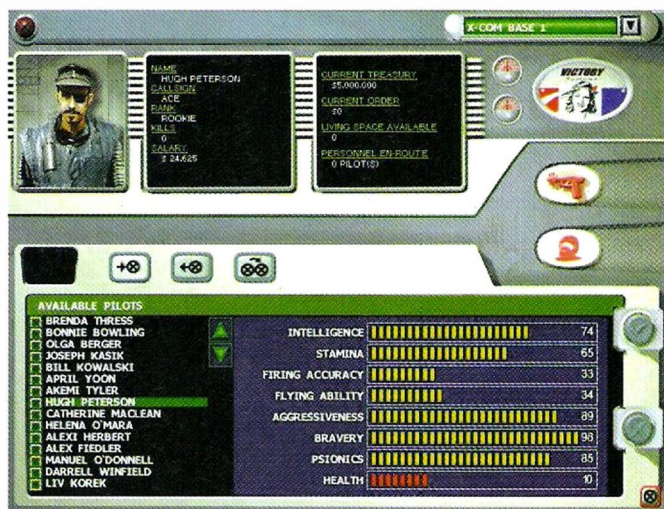 X-COM BASE 1
NAME
HUGH PETERSON
CALLSIGN
ACE
RANK
ROOKIE
KILLS
0
SALARY
$ 24,625
CURRENT TREASURY
$5,000,000
CURRENT ORDER
$0
LIVING SPACE AVAILABLE
0
PERSONNEL EN-ROUTE
0 PILOT(S)
VICTORY
AVAILABLE PILOTS
BRENDA THRESS
BONNIE BOWLING
OLGA BERGER
JOSEPH KASIK
BILL KOWALSKI
APRIL YOON
AKEMI TYLER
HUGH PETERSON
CATHERINE MACLEAN
HELENA O'MARA
ALEXI HERBERT
ALEX FIEDLER
MANUEL O'DONNELL
DARRELL WINFIELD
LIV KOREK
INTELLIGENCE 74
STAMINA 65
FIRING ACCURACY 33
FLYING ABILITY 34
AGGRESSIVENESS 89
BRAVERY 98
PSIONICS 85
HEALTH 10